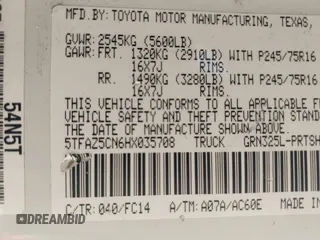 MFD.BY:TOYOTA MOTOR MANUFACTURING, TEXAS,
GVWR:2545KG (5600LB)
GAWR:FRT. 1320KG (2910LB) WITH P245/75R16
16X7J RIMS.
RR. 1490KG (3280LB) WITH P245/75R16
16X7J RIMS.
THIS VEHICLE CONFORMS TO ALL APPLICABLE
VEHICLE SAFETY AND THEFT PREVENTION STAND
THE DATE OF MANUFACTURE SHOWN ABOVE.
5TFAZ5CN6HX035708 TRUCK GRN325L-PRTSH
C/TR:040/FC14 A/TM:A07A/AC60E
54N5T
DREAMBID